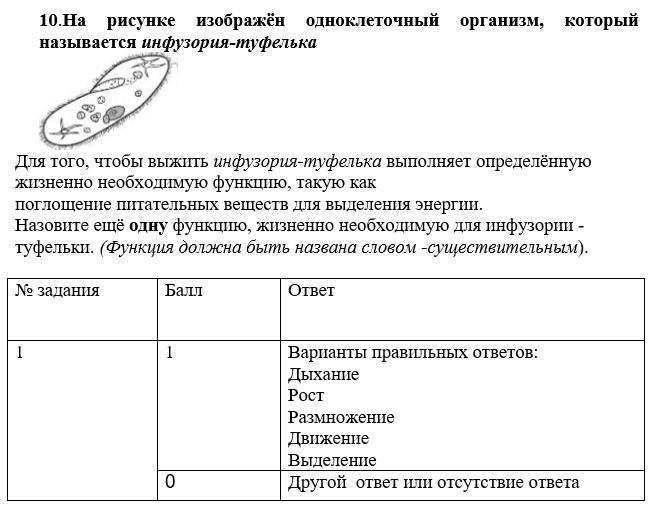 10.На рисунке изображён одноклеточный организм, который
называется инфузория-туфелька
Для того, чтобы выжить инфузория-туфелька выполняет определённую
жизненно необходимую функцию, такую как
поглощение питательных веществ для выделения энергии.
Назовите ещё одну функцию, жизненно необходимую для инфузории -
туфельки. (Функция должна быть названа словом -существительным).
№ задания Балл Ответ
1 1 Варианты правильных ответов:
Дыхание
Рост
Размножение
Движение
Выделение
0 Другой ответ или отсутствие ответа